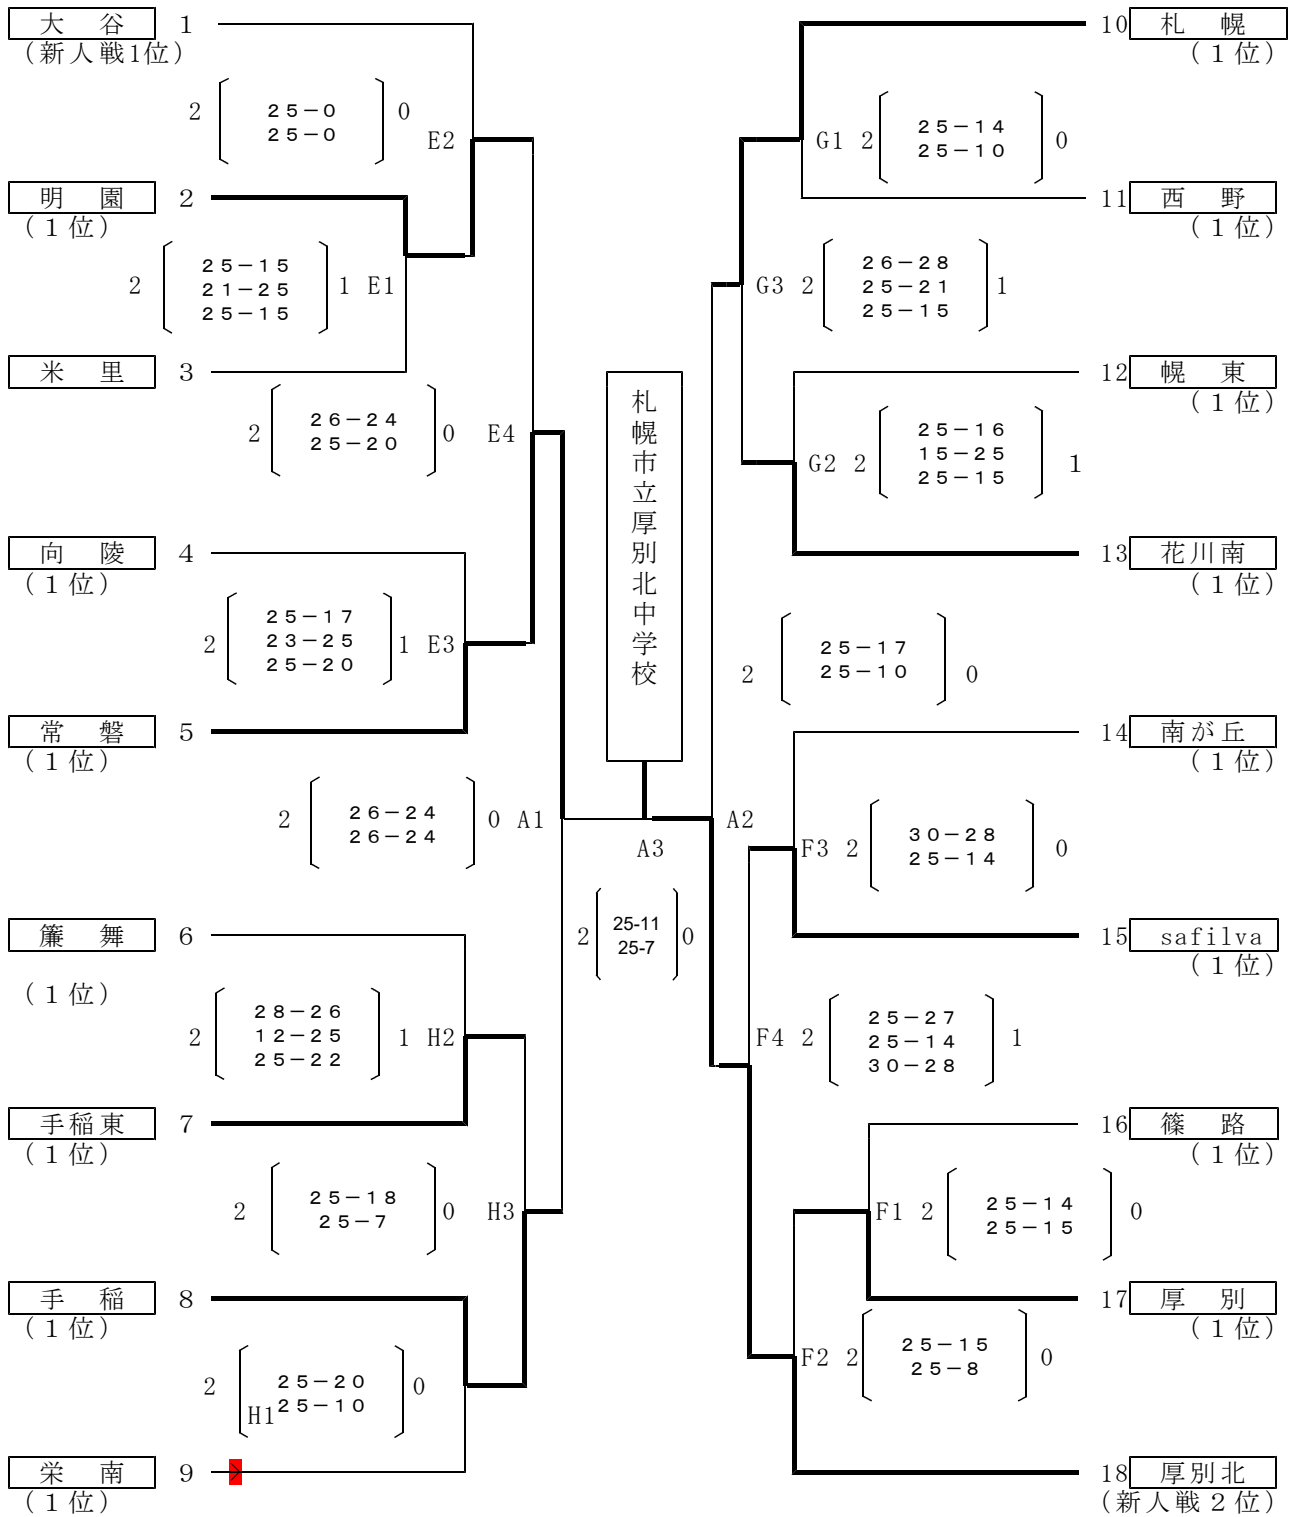 大　谷 1
(新人戦1位)
2 25－0 0
25－0
E2
明　園 2
(１位)
25－15
2 21－25 1 E1
25－15
米　里 3
2 26－24 0 E4
25－20
向　陵 4
(１位)
25－17
2 23－25 1 E3
25－20
常　磐 5
(１位)
2 26－24 0 A1
26－24
簾　舞 6
(１位)
28－26
2 12－25 1 H2
25－22
手稲東 7
(１位)
2 25－18 0 H3
25－7
手　稲 8
(１位)
2 25－20 0
H1 25－10
栄　南 9
(１位)
札幌市立厚別北中学校
A3
2 25-11 0
25-7
10 札　幌
(１位)
G1 2 25－14 0
25－10
11 西　野
(１位)
26－28
G3 2 25－21 1
25－15
12 幌　東
(１位)
25－16
G2 2 15－25 1
25－15
13 花川南
(１位)
2 25－17 0
25－10
A2
14 南が丘
(１位)
F3 2 30－28 0
25－14
15 safilva
(１位)
25－27
F4 2 25－14 1
30－28
16 篠　路
(１位)
F1 2 25－14 0
25－15
17 厚　別
(１位)
F2 2 25－15 0
25－8
18 厚別北
(新人戦２位)